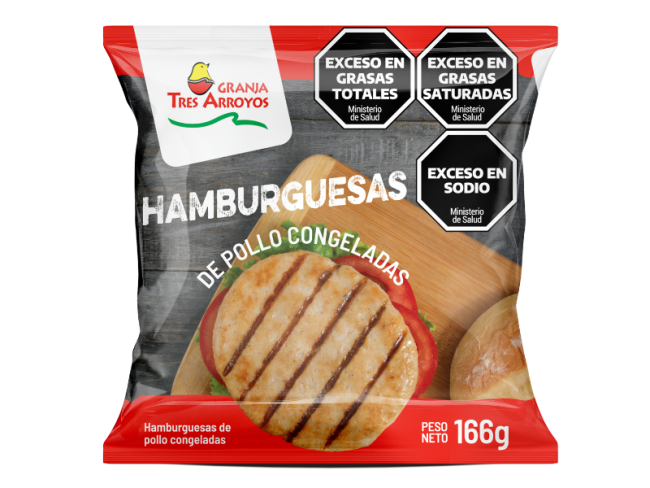 GRANJA
TRES ARROYOS
EXCESO EN
GRASAS
TOTALES
Ministerio
de Salud
EXCESO EN
GRASAS
SATURADAS
Ministerio
de Salud
EXCESO EN
SODIO
Ministerio
de Salud
HAMBURGUESAS
DE POLLO CONGELADAS
Hamburguesas de
pollo congeladas
PESO
NETO 166g